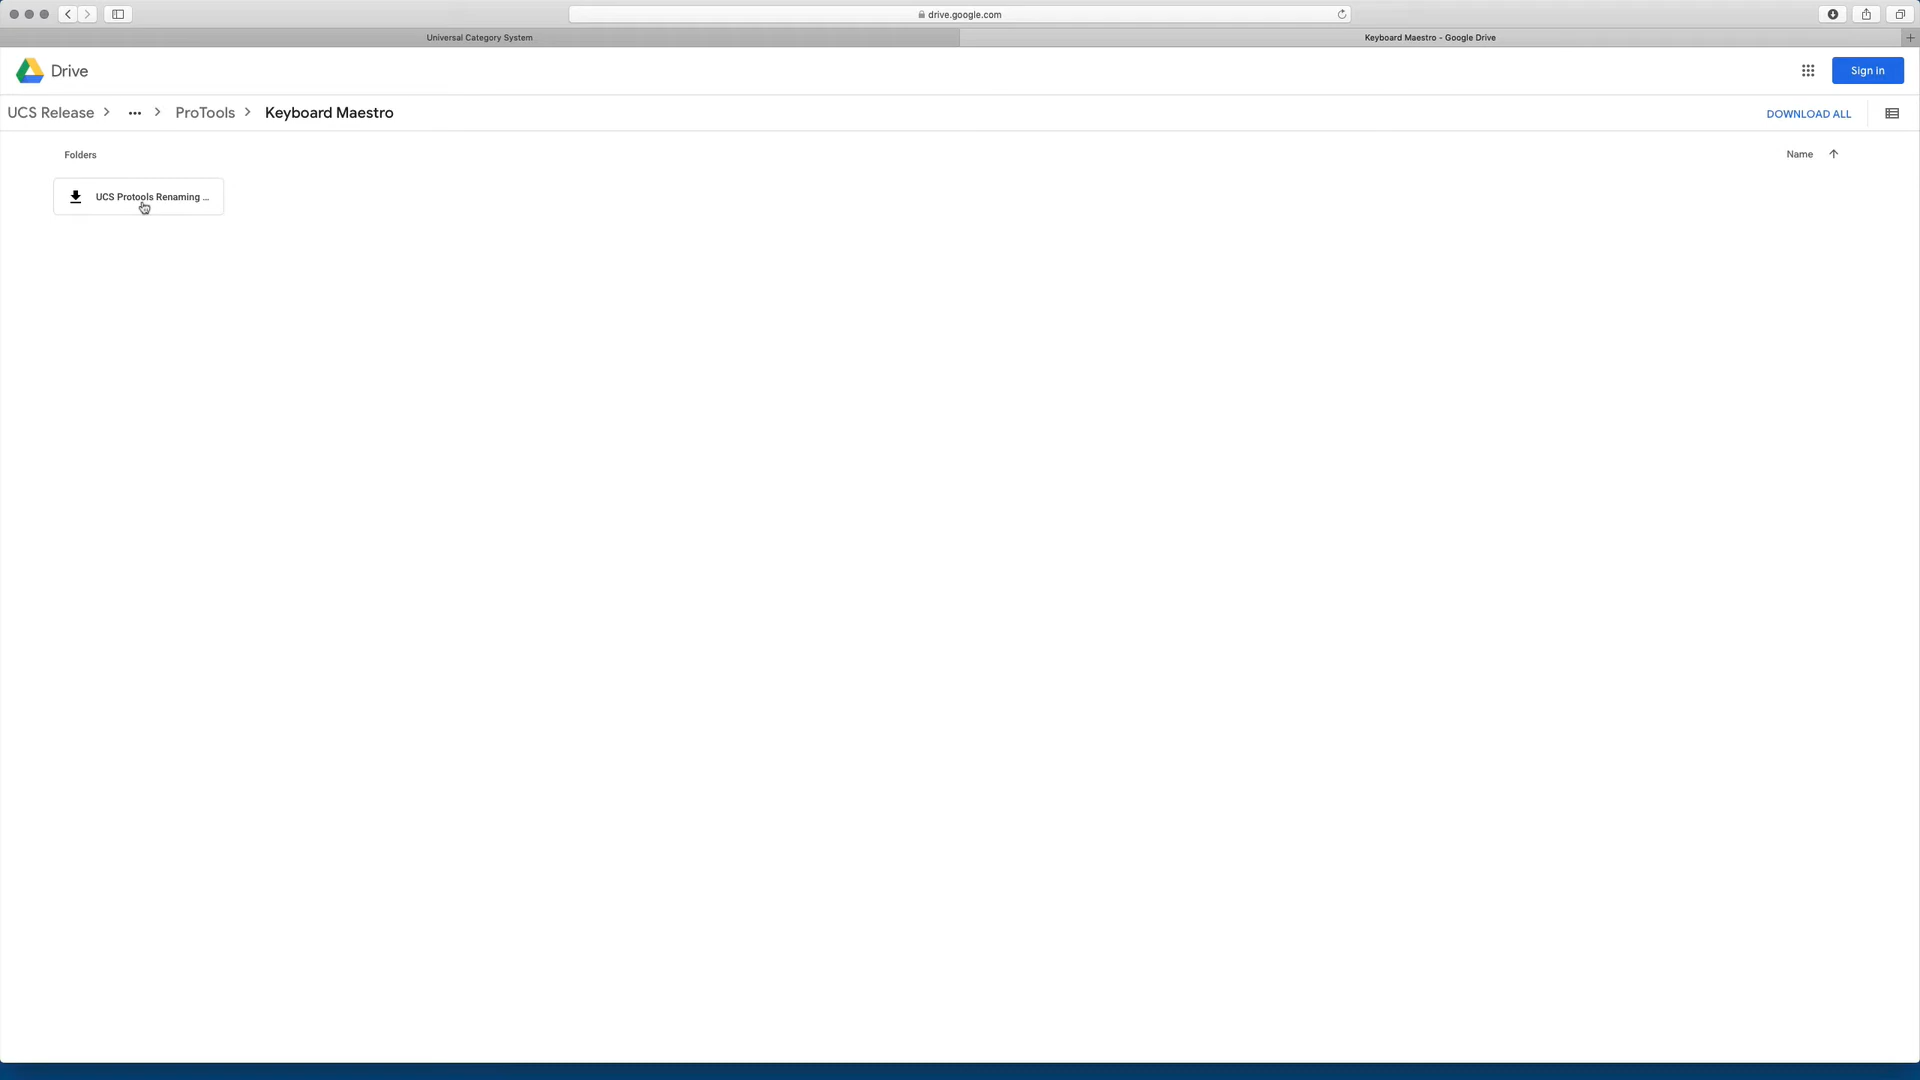 drive.google.com
Universal Category System
Keyboard Maestro - Google Drive
Drive
Sign in
UCS Release > ... > ProTools > Keyboard Maestro
DOWNLOAD ALL
Folders
Name
UCS Protools Renaming ...